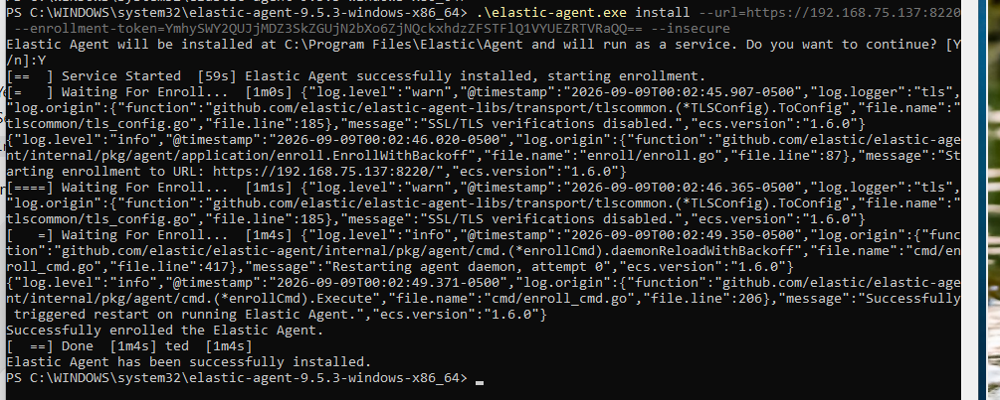 PS C:\WINDOWS\system32\elastic-agent-9.5.3-windows-x86_64> .\elastic-agent.exe install --url=https://192.168.75.137:8220
 --enrollment-token=YmhySWY2QUJjMDZ3SkZGUjN2bXo6ZjNQckxhdzZFSTFlQ1VYUEZRTVRaQQ== --insecure
Elastic Agent will be installed at C:\Program Files\Elastic\Agent and will run as a service. Do you want to continue? [Y
/n]:Y
[==  ] Service Started  [59s] Elastic Agent successfully installed, starting enrollment.
[=   ] Waiting For Enroll...  [1m0s] {"log.level":"warn","@timestamp":"2026-09-09T00:02:45.907-0500","log.logger":"tls",
"log.origin":{"function":"github.com/elastic/elastic-agent-libs/transport/tlscommon.(*TLSConfig).ToConfig","file.name":"
tlscommon/tls_config.go","file.line":185},"message":"SSL/TLS verifications disabled.","ecs.version":"1.6.0"}
{"log.level":"info","@timestamp":"2026-09-09T00:02:46.020-0500","log.origin":{"function":"github.com/elastic/elastic-age
nt/internal/pkg/agent/application/enroll.EnrollWithBackoff","file.name":"enroll/enroll.go","file.line":87},"message":"St
arting enrollment to URL: https://192.168.75.137:8220/","ecs.version":"1.6.0"}
[====] Waiting For Enroll...  [1m1s] {"log.level":"warn","@timestamp":"2026-09-09T00:02:46.365-0500","log.logger":"tls",
"log.origin":{"function":"github.com/elastic/elastic-agent-libs/transport/tlscommon.(*TLSConfig).ToConfig","file.name":"
tlscommon/tls_config.go","file.line":185},"message":"SSL/TLS verifications disabled.","ecs.version":"1.6.0"}
[   =] Waiting For Enroll...  [1m4s] {"log.level":"info","@timestamp":"2026-09-09T00:02:49.350-0500","log.origin":{"func
tion":"github.com/elastic/elastic-agent/internal/pkg/agent/cmd.(*enrollCmd).daemonReloadWithBackoff","file.name":"cmd/en
roll_cmd.go","file.line":417},"message":"Restarting agent daemon, attempt 0","ecs.version":"1.6.0"}
{"log.level":"info","@timestamp":"2026-09-09T00:02:49.371-0500","log.origin":{"function":"github.com/elastic/elastic-age
nt/internal/pkg/agent/cmd.(*enrollCmd).Execute","file.name":"cmd/enroll_cmd.go","file.line":206},"message":"Successfully
 triggered restart on running Elastic Agent.","ecs.version":"1.6.0"}
Successfully enrolled the Elastic Agent.
[  ==] Done  [1m4s] ted  [1m4s]
Elastic Agent has been successfully installed.
PS C:\WINDOWS\system32\elastic-agent-9.5.3-windows-x86_64>